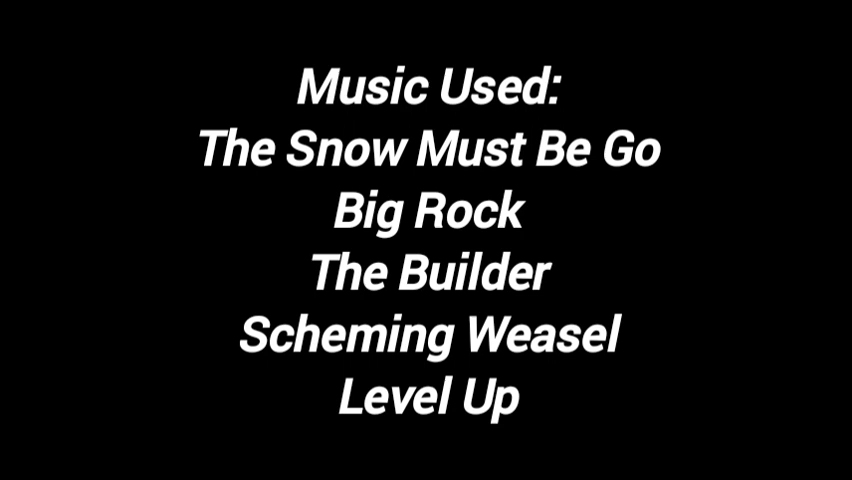 Music Used:
The Snow Must Be Go
Big Rock
The Builder
Scheming Weasel
Level Up